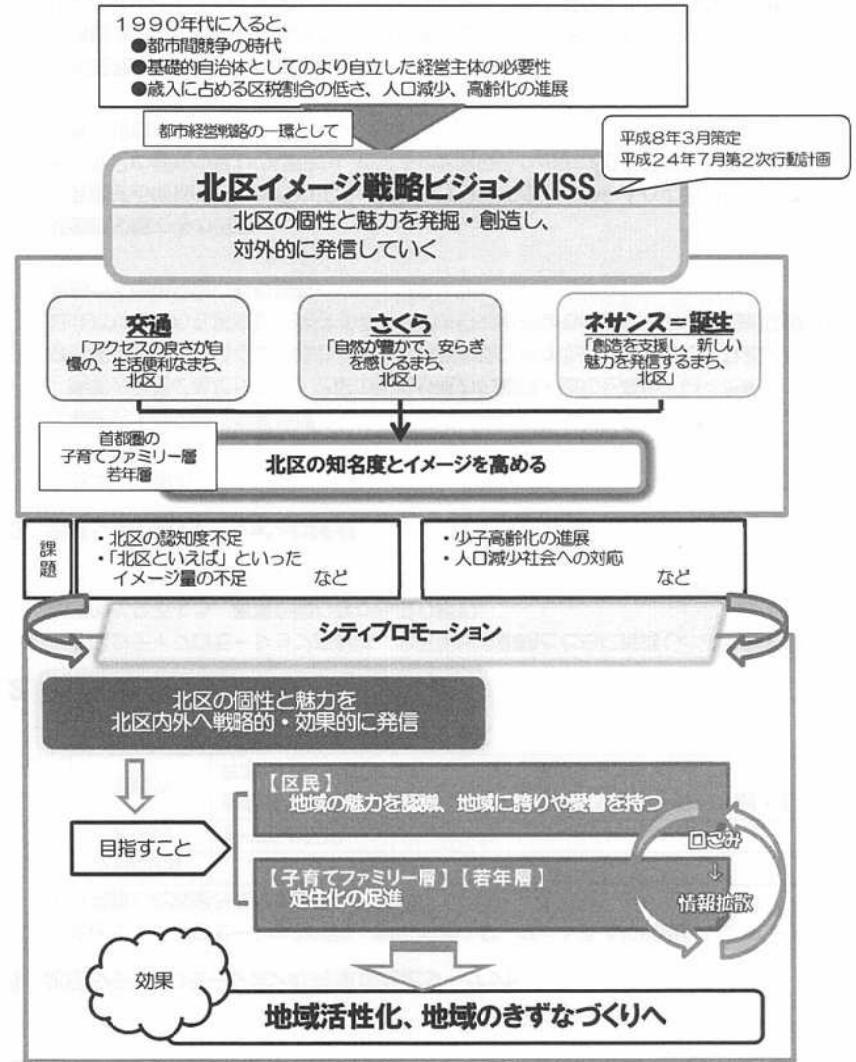 1990年代に入ると、
●都市間競争の時代
●基礎的自治体としてのより自立した経営主体の必要性
●歳入に占める区税割合の低さ、人口減少、高齢化の進展
都市経営戦略の一環として
平成8年3月策定
平成24年7月第2次行動計画
北区イメージ戦略ビジョン KISS
北区の個性と魅力を発掘・創造し、
対外的に発信していく
交通
「アクセスの良さが自
慢の、生活便利なまち、
北区」
さくら
「自然が豊かで、安らぎ
を感じるまち、
北区」
ネサンス＝誕生
「創造を支援し、新しい
魅力を発信するまち、
北区」
首都圏の
子育てファミリー層
若年層
北区の知名度とイメージを高める
課題
・北区の認知度不足
・「北区といえば」といった
イメージ量の不足 など
・少子高齢化の進展
・人口減少社会への対応
など
シティプロモーション
北区の個性と魅力を
北区内外へ戦略的・効果的に発信
目指すこと
【区民】
地域の魅力を認識、地域に誇りや愛着を持つ
【子育てファミリー層】【若年層】
定住化の促進
口こみ
↓
情報拡散
効果
地域活性化、地域のきずなづくりへ